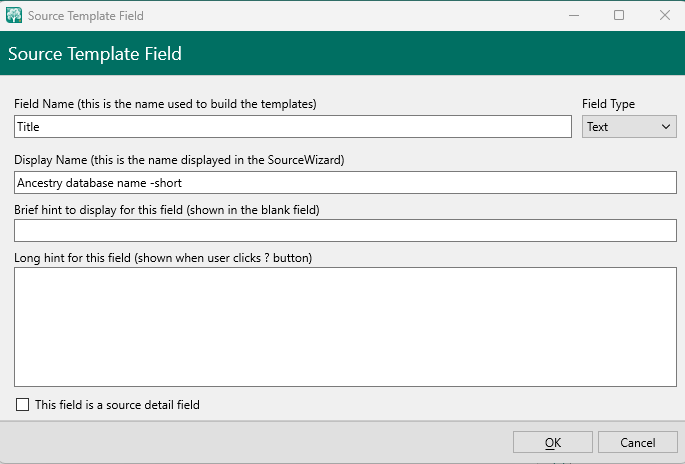 Source Template Field
Source Template Field
Field Name (this is the name used to build the templates)
Field Type
Title
Text
Display Name (this is the name displayed in the SourceWizard)
Ancestry database name -short
Brief hint to display for this field (shown in the blank field)
Long hint for this field (shown when user clicks ? button)
This field is a source detail field
OK
Cancel